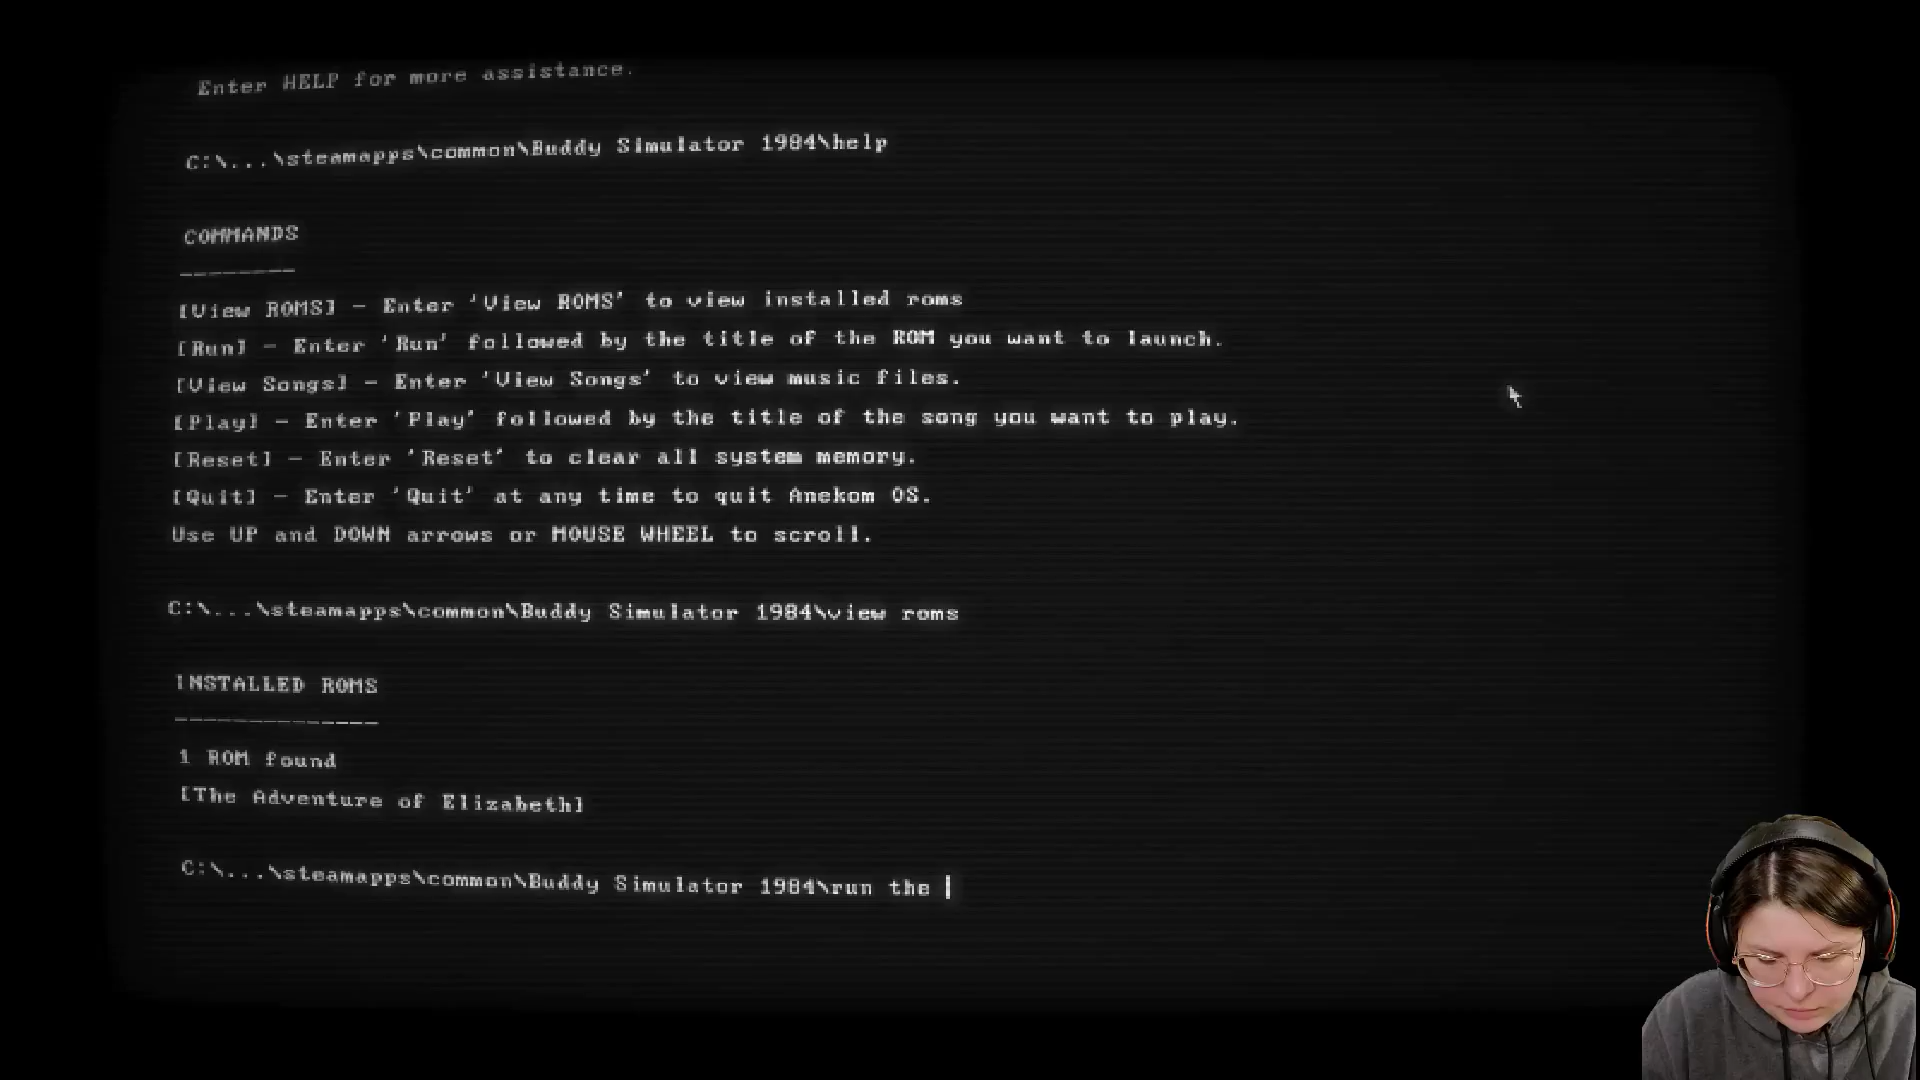 Enter HELP for more assistance.
C:\...\steamapps\common\Buddy Simulator 1984\help
COMMANDS
--------
[View ROMS] - Enter 'View ROMS' to view installed roms
[Run] - Enter 'Run' followed by the title of the ROM you want to launch.
[View Songs] - Enter 'View Songs' to view music files.
[Play] - Enter 'Play' followed by the title of the song you want to play.
[Reset] - Enter 'Reset' to clear all system memory.
[Quit] - Enter 'Quit' at any time to quit Anekom OS.
Use UP and DOWN arrows or MOUSE WHEEL to scroll.
C:\...\steamapps\common\Buddy Simulator 1984\view roms
INSTALLED ROMS
--------------
1 ROM found
[The Adventure of Elizabeth]
C:\...\steamapps\common\Buddy Simulator 1984\run the